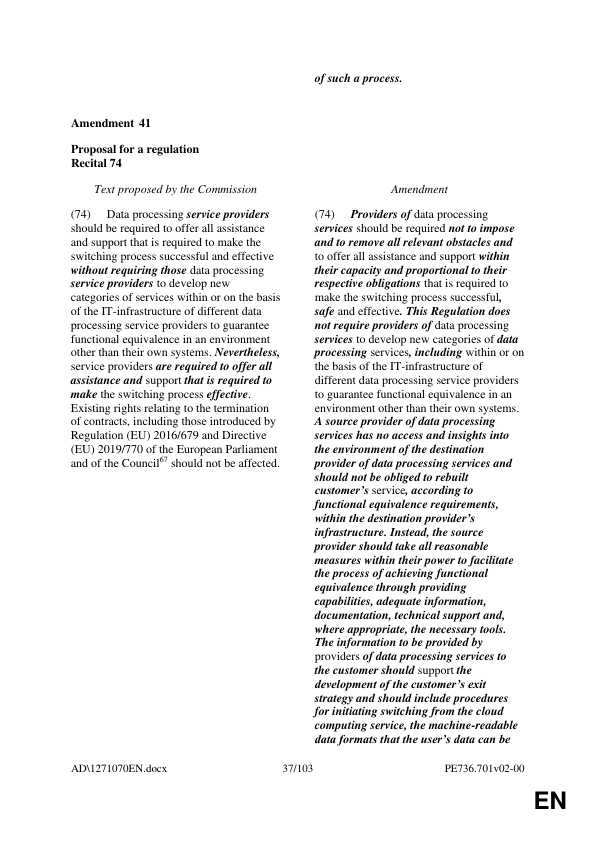 of such a process.
Amendment 41
Proposal for a regulation
Recital 74
Text proposed by the Commission
Amendment
(74) Data processing service providers
should be required to offer all assistance
and support that is required to make the
switching process successful and effective
without requiring those data processing
service providers to develop new
categories of services within or on the basis
of the IT-infrastructure of different data
processing service providers to guarantee
functional equivalence in an environment
other than their own systems. Nevertheless,
service providers are required to offer all
assistance and support that is required to
make the switching process effective.
Existing rights relating to the termination
of contracts, including those introduced by
Regulation (EU) 2016/679 and Directive
(EU) 2019/770 of the European Parliament
and of the Council67 should not be affected.
(74) Providers of data processing
services should be required not to impose
and to remove all relevant obstacles and
to offer all assistance and support within
their capacity and proportional to their
respective obligations that is required to
make the switching process successful,
safe and effective. This Regulation does
not require providers of data processing
services to develop new categories of data
processing services, including within or on
the basis of the IT-infrastructure of
different data processing service providers
to guarantee functional equivalence in an
environment other than their own systems.
A source provider of data processing
services has no access and insights into
the environment of the destination
provider of data processing services and
should not be obliged to rebuilt
customer's service, according to
functional equivalence requirements,
within the destination provider's
infrastructure. Instead, the source
provider should take all reasonable
measures within their power to facilitate
the process of achieving functional
equivalence through providing
capabilities, adequate information,
documentation, technical support and,
where appropriate, the necessary tools.
The information to be provided by
providers of data processing services to
the customer should support the
development of the customer's exit
strategy and should include procedures
for initiating switching from the cloud
computing service, the machine-readable
data formats that the user's data can be
AD\1271070EN.docx
37/103
PE736.701v02-00
EN